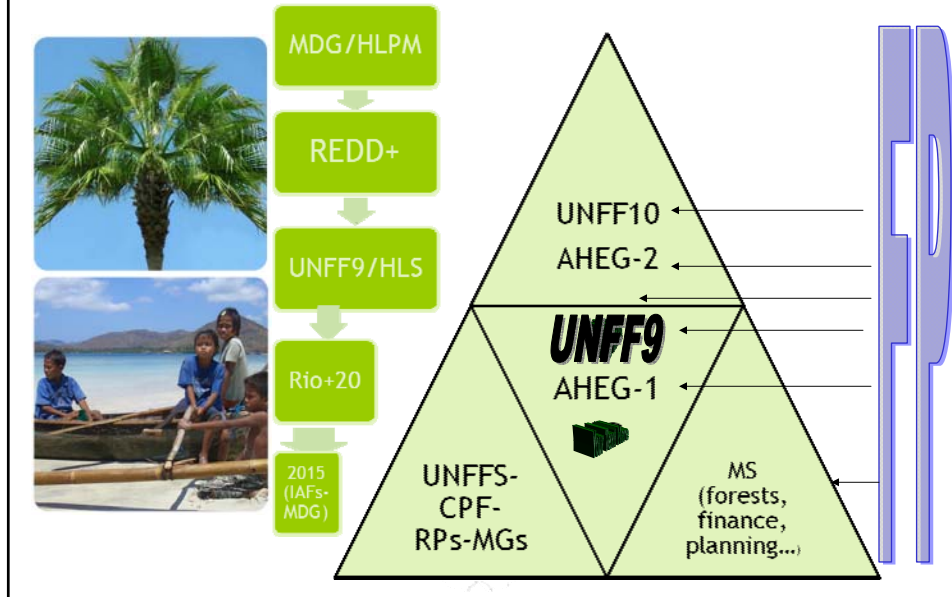 MDG/HLPM
REDD+
UNFF9/HLS
Rio+20
2015
(IAFs-
MDG)
UNFF10
AHEG-2
UNFF9
AHEG-1
UNFFS-
CPF-
RPs-MGs
MS
(forests,
finance,
planning...)